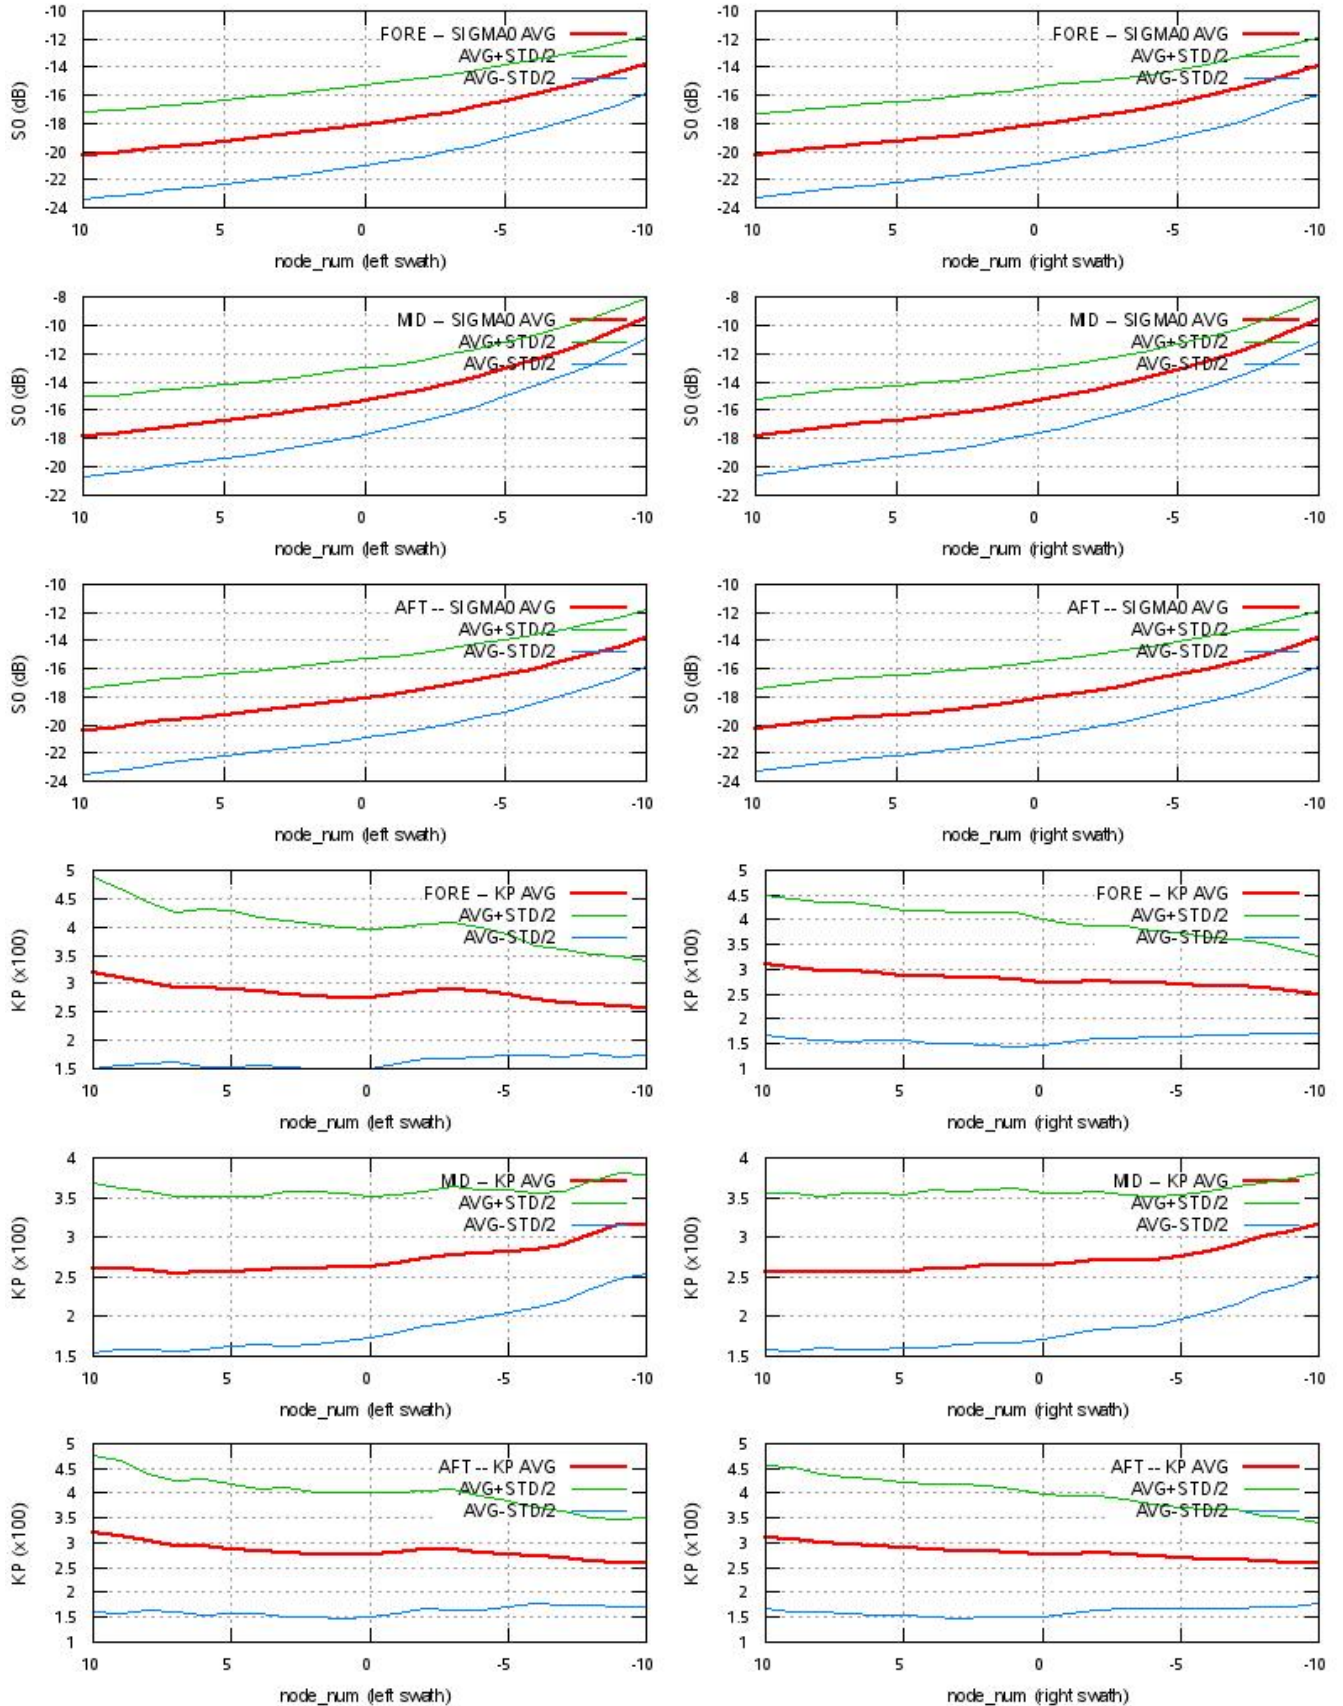 -10
-12
-14
-16
-18
-20
-22
-24
S0 (dB)
FORE – SIGMA0 AVG
AVG+STD/2
AVG-STD/2
10 5 0 -5 -10
node_num (left swath)
-10
-12
-14
-16
-18
-20
-22
-24
S0 (dB)
FORE – SIGMA0 AVG
AVG+STD/2
AVG-STD/2
10 5 0 -5 -10
node_num (right swath)
-8
-10
-12
-14
-16
-18
-20
-22
S0 (dB)
MID – SIGMA0 AVG
AVG+STD/2
AVG-STD/2
10 5 0 -5 -10
node_num (left swath)
-8
-10
-12
-14
-16
-18
-20
-22
S0 (dB)
MID – SIGMA0 AVG
AVG+STD/2
AVG-STD/2
10 5 0 -5 -10
node_num (right swath)
-10
-12
-14
-16
-18
-20
-22
-24
S0 (dB)
AFT -- SIGMA0 AVG
AVG+STD/2
AVG-STD/2
10 5 0 -5 -10
node_num (left swath)
-10
-12
-14
-16
-18
-20
-22
-24
S0 (dB)
AFT -- SIGMA0 AVG
AVG+STD/2
AVG-STD/2
10 5 0 -5 -10
node_num (right swath)
5
4.5
4
3.5
3
2.5
2
1.5
KP (x100)
FORE – KP AVG
AVG+STD/2
AVG-STD/2
10 5 0 -5 -10
node_num (left swath)
5
4.5
4
3.5
3
2.5
2
1.5
1
KP (x100)
FORE – KP AVG
AVG+STD/2
AVG-STD/2
10 5 0 -5 -10
node_num (right swath)
4
3.5
3
2.5
2
1.5
KP (x100)
MID – KP AVG
AVG+STD/2
AVG-STD/2
10 5 0 -5 -10
node_num (left swath)
4
3.5
3
2.5
2
1.5
KP (x100)
MID – KP AVG
AVG+STD/2
AVG-STD/2
10 5 0 -5 -10
node_num (right swath)
5
4.5
4
3.5
3
2.5
2
1.5
1
KP (x100)
AFT -- KP AVG
AVG+STD/2
AVG-STD/2
10 5 0 -5 -10
node_num (left swath)
5
4.5
4
3.5
3
2.5
2
1.5
1
KP (x100)
AFT -- KP AVG
AVG+STD/2
AVG-STD/2
10 5 0 -5 -10
node_num (right swath)